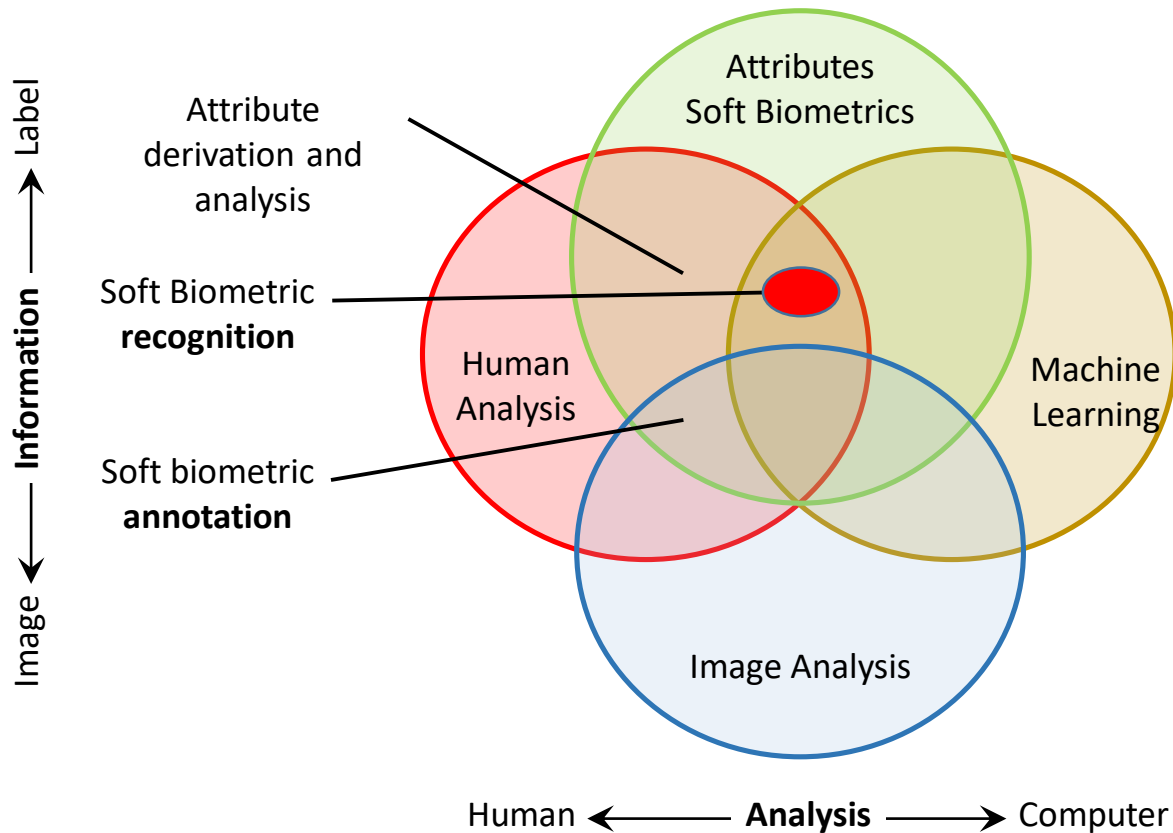 Label
Information
Image
Attribute
derivation and
analysis
Soft Biometric
recognition
Soft biometric
annotation
Attributes
Soft Biometrics
Human
Analysis
Machine
Learning
Image Analysis
Human
Analysis
Computer